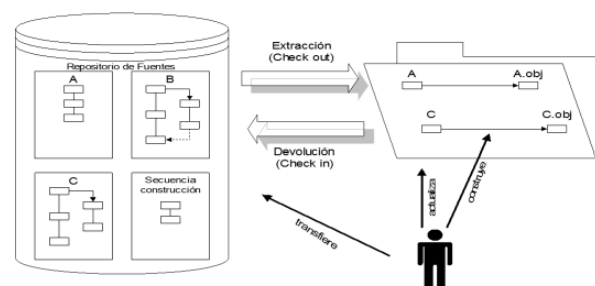 Repositorio de Fuentes
A
B
C
Secuencia
construcción
Extracción
(Check out)
Devolución
(Check in)
A
A.obj
C
C.obj
transfiere
actualiza
construye